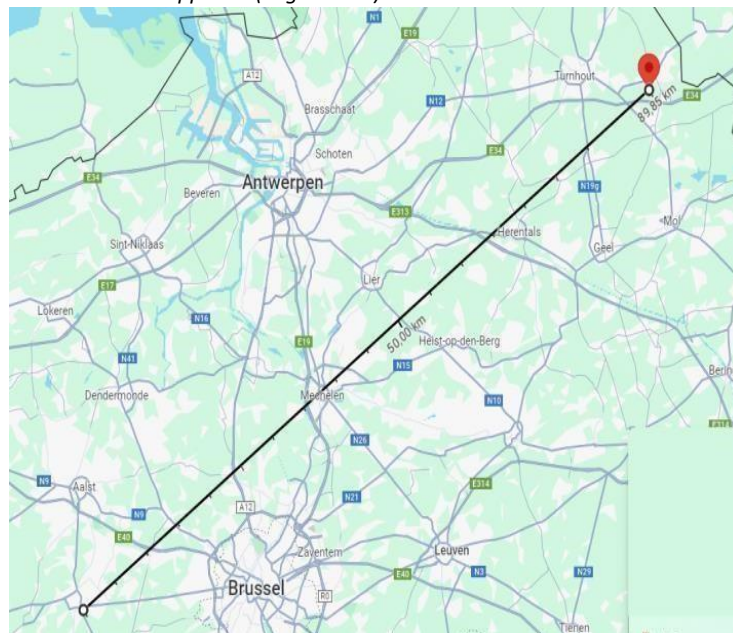 N1
E19
A12
Turnhout
89,85 km
E34
Brasschaat
N12
Schoten
E34
E34
Antwerpen
Beveren
N19g
E313
Mol
Sint-Niklaas
Herentals
Geel
Lier
E17
Lokeren
N16
50,00 km
E19
Heist-op-den-Berg
N41
N15
Mechelen
Dendermonde
N10
E314
N26
N9
Aalst
E314
N21
N9
A12
E40
Zaventem
Leuven
Brussel
E40
N3
N29
R0
Tienen